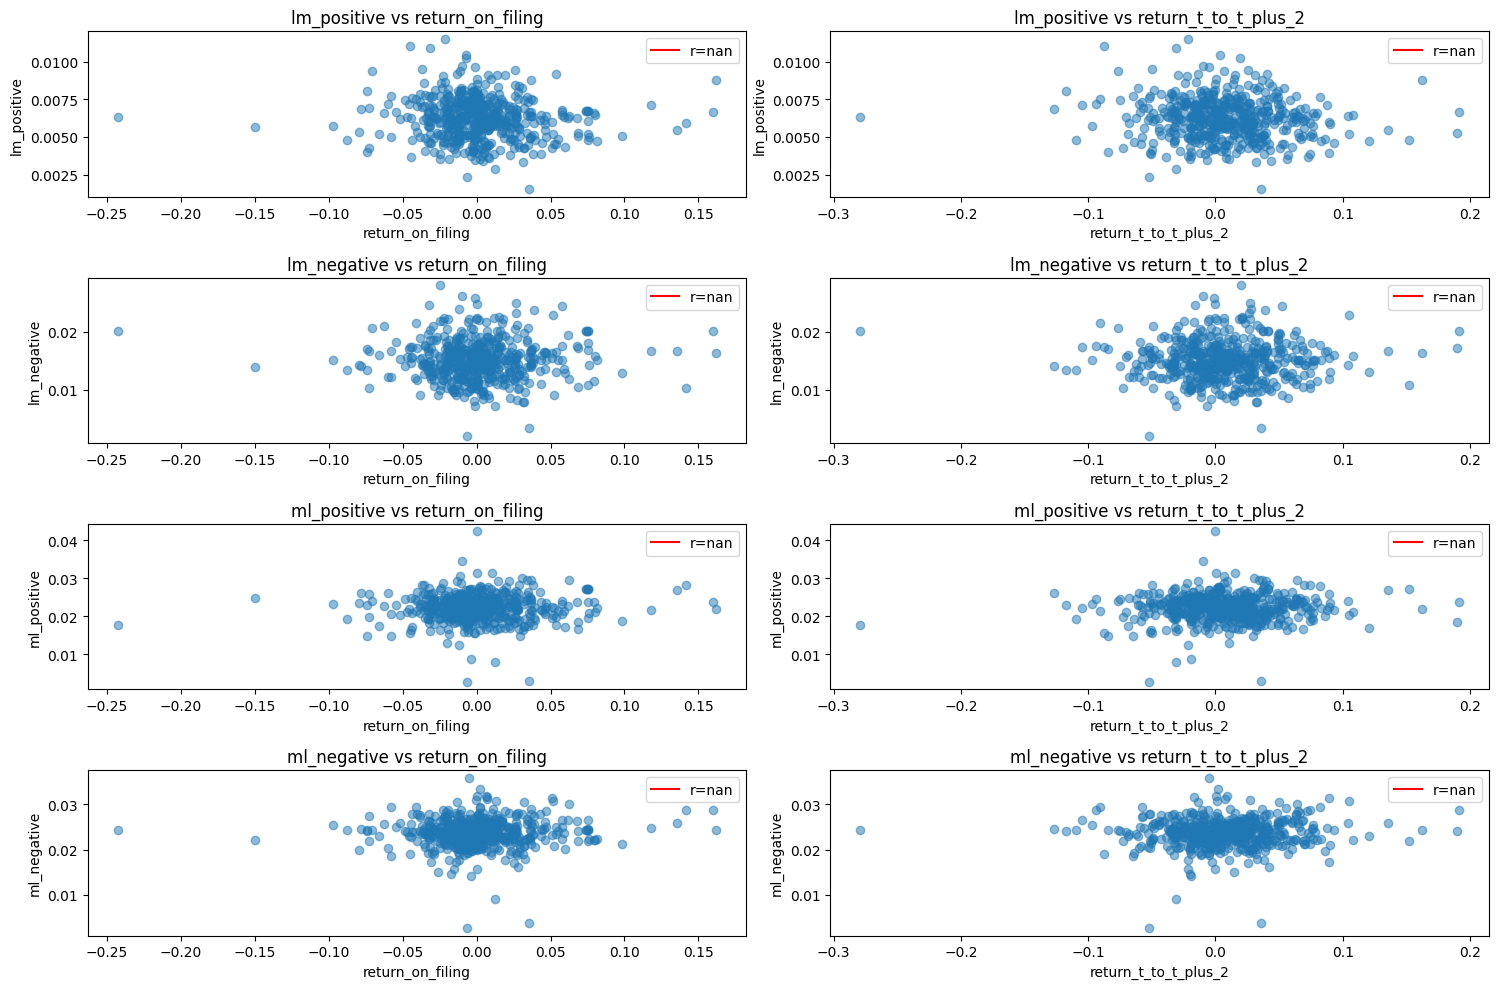 lm_positive vs return_on_filing
r=nan
0.0100
0.0075
0.0050
0.0025
lm_positive
−0.25 −0.20 −0.15 −0.10 −0.05 0.00 0.05 0.10 0.15
return_on_filing
lm_positive vs return_t_to_t_plus_2
r=nan
0.0100
0.0075
0.0050
0.0025
lm_positive
−0.3 −0.2 −0.1 0.0 0.1 0.2
return_t_to_t_plus_2
lm_negative vs return_on_filing
r=nan
0.02
0.01
lm_negative
−0.25 −0.20 −0.15 −0.10 −0.05 0.00 0.05 0.10 0.15
return_on_filing
lm_negative vs return_t_to_t_plus_2
r=nan
0.02
0.01
lm_negative
−0.3 −0.2 −0.1 0.0 0.1 0.2
return_t_to_t_plus_2
ml_positive vs return_on_filing
r=nan
0.04
0.03
0.02
0.01
ml_positive
−0.25 −0.20 −0.15 −0.10 −0.05 0.00 0.05 0.10 0.15
return_on_filing
ml_positive vs return_t_to_t_plus_2
r=nan
0.04
0.03
0.02
0.01
ml_positive
−0.3 −0.2 −0.1 0.0 0.1 0.2
return_t_to_t_plus_2
ml_negative vs return_on_filing
r=nan
0.03
0.02
0.01
ml_negative
−0.25 −0.20 −0.15 −0.10 −0.05 0.00 0.05 0.10 0.15
return_on_filing
ml_negative vs return_t_to_t_plus_2
r=nan
0.03
0.02
0.01
ml_negative
−0.3 −0.2 −0.1 0.0 0.1 0.2
return_t_to_t_plus_2